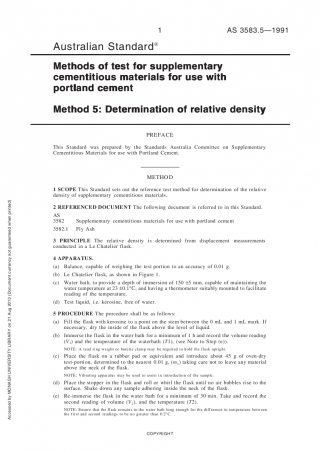 1
AS 3583.5—1991
Australian Standard®
Methods of test for supplementary
cementitious materials for use with
portland cement
Method 5: Determination of relative density
PREFACE
This Standard was prepared by the Standards Australia Committee on Supplementary
Cementitious Materials for use with Portland Cement.
METHOD
1 SCOPE This Standard sets out the reference test method for determination of the relative
density of supplementary cementitious materials.
2 REFERENCED DOCUMENT The following document is referred to in this Standard.
AS
3582 Supplementary cementitious materials for use with portland cement
3582.1 Fly Ash
3 PRINCIPLE The relative density is determined from displacement measurements
conducted in a Le Chatelier flask.
4 APPARATUS.
(a) Balance, capable of weighing the test portion to an accuracy of 0.01 g.
(b) Le Chatelier flask, as shown in Figure 1.
(c) Water bath, to provide a depth of immersion of 150 ±5 mm, capable of maintaining the
water temperature at 23 ±0.1°C, and having a thermometer suitably mounted to facilitate
reading of the temperature.
(d) Test liquid, i.e. kerosine, free of water.
5 PROCEDURE The procedure shall be as follows:
(a) Fill the flask with kerosine to a point on the stem between the 0 mL and 1 mL mark. If
necessary, dry the inside of the flask above the level of liquid.
(b) Immerse the flask in the water bath for a minimum of 1 h and record the volume reading
(V₁) and the temperature of the waterbath (T1), (see Note to Step (e)).
NOTE: A lead ring weight or burette clamp may be required to hold the flask upright.
(c) Place the flask on a rubber pad or equivalent and introduce about 45 g of oven-dry
test-portion, determined to the nearest 0.01 g, (m₁) taking care not to leave any material
above the neck of the flask.
NOTE: Vibrating apparatus may be used to assist in introduction of the sample.
(d) Place the stopper in the flask and roll or whirl the flask until no air bubbles rise to the
surface. Shake down any sample adhering inside the neck of the flask.
(e) Re-immerse the flask in the water bath for a minimum of 30 min. Take and record the
second reading of volume (V₂), and the temperature (T2).
NOTE: Ensure that the flask remains in the water bath long enough for the difference in temperature between the
first and second readings to be no greater than 0.2°C.
COPYRIGHT
Accessed by MONASH UNIVERSITY LIBRARY on 21 Aug 2013 (Document currency not guaranteed when printed)